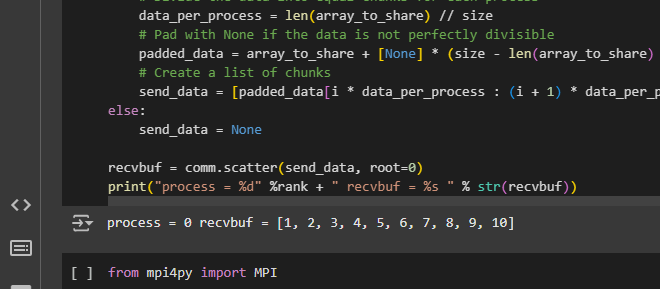 data_per_process = len(array_to_share) // size
# Pad with None if the data is not perfectly divisible
padded_data = array_to_share + [None] * (size - len(array_to_share)
# Create a list of chunks
send_data = [padded_data[i * data_per_process : (i + 1) * data_per_p
else:
send_data = None
recvbuf = comm.scatter(send_data, root=0)
print("process = %d" %rank + " recvbuf = %s " % str(recvbuf))
process = 0 recvbuf = [1, 2, 3, 4, 5, 6, 7, 8, 9, 10]
[ ] from mpi4py import MPI